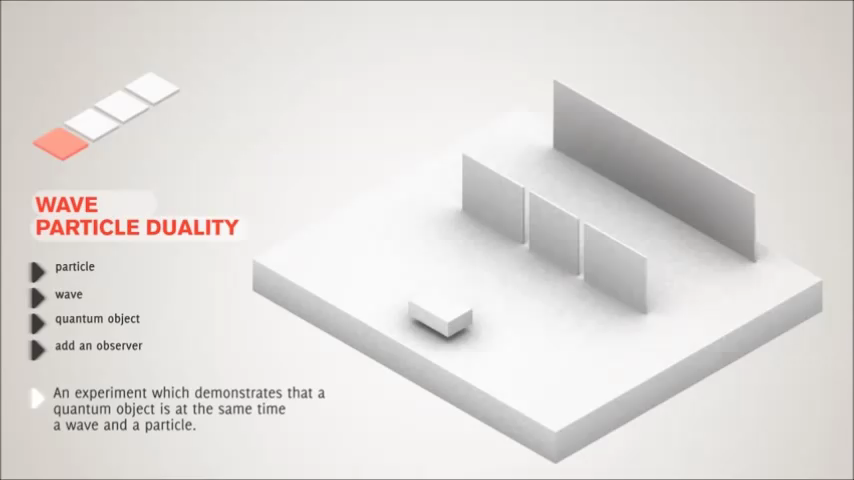 WAVE
PARTICLE DUALITY
particle
wave
quantum object
add an observer
An experiment which demonstrates that a
quantum object is at the same time
a wave and a particle.